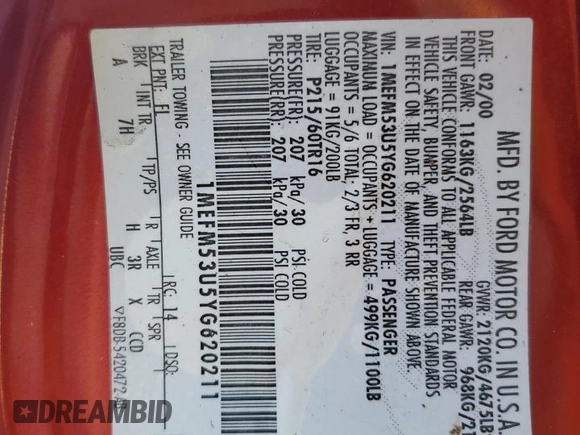 MFD. BY FORD MOTOR CO. IN U.S.A.
DATE: 02/00 GVWR: 2120KG/4675LB
FRONT GAWR: 1163KG/2564LB REAR GAWR: 968KG/
THIS VEHICLE CONFORMS TO ALL APPLICABLE FEDERAL MOTOR
VEHICLE SAFETY, BUMPER, AND THEFT PREVENTION STANDARDS
IN EFFECT ON THE DATE OF MANUFACTURE SHOWN ABOVE.
VIN: 1MEFM53U5YG620211 TYPE: PASSENGER
MAXIMUM LOAD = OCCUPANTS + LUGGAGE = 499KG/1100LB
OCCUPANTS = 5/6 TOTAL; 2/3 FR, 3 RR
LUGGAGE = 91KG/200LB
TIRE: P215/60TR16
PRESSURE(FR): 207 kPa/30 PSI COLD
PRESSURE(RR): 207 kPa/30 PSI COLD
1MEFM53U5YG620211
TRAILER TOWING - SEE OWNER GUIDE
EXT PNT: FL RC: 14 DSO:
BRK INT TR TP/PS R AXLE TR SPR
A 7H H 3R X CCD
UBC
DREAMBID